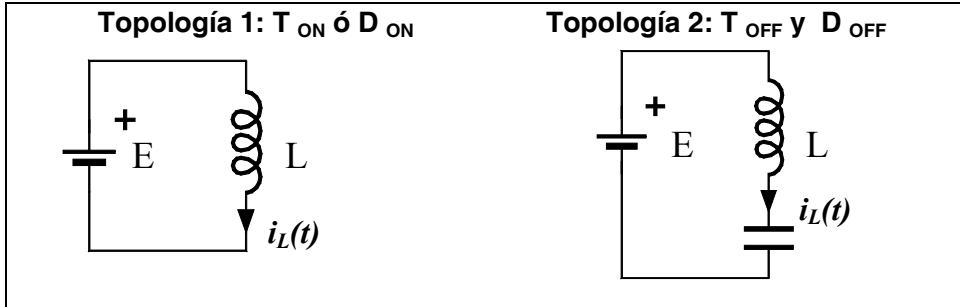 Topología 1: T ON ó D ON
Topología 2: T OFF y D OFF
+
E
L
iL(t)
+
E
L
iL(t)